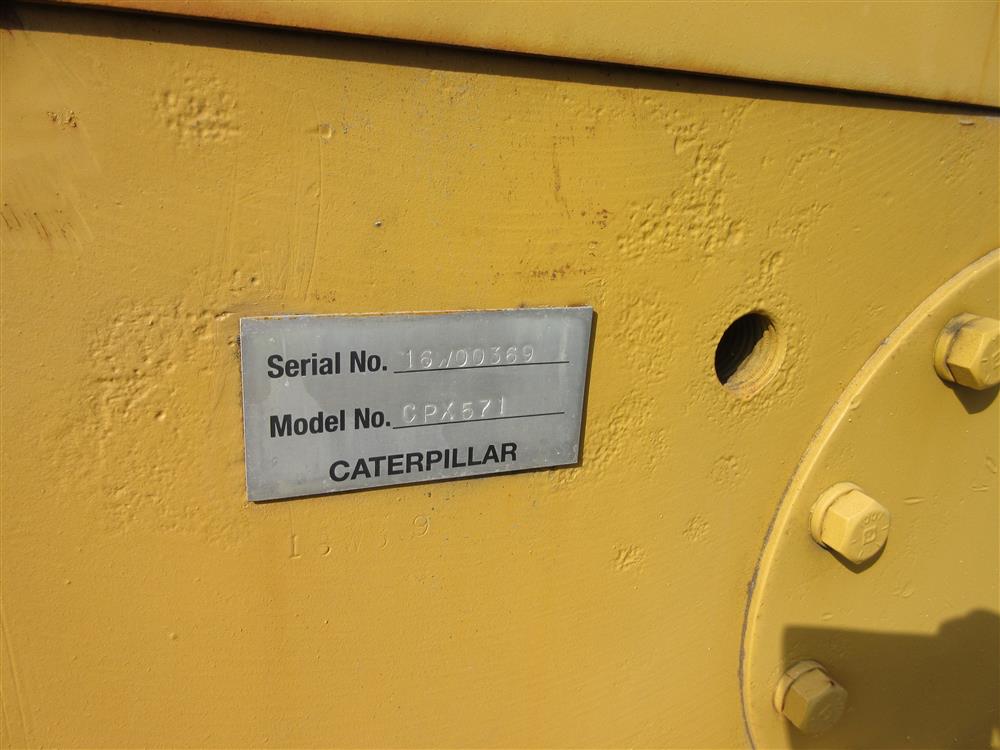 Serial No. 16W00369
Model No. CPX571
CATERPILLAR